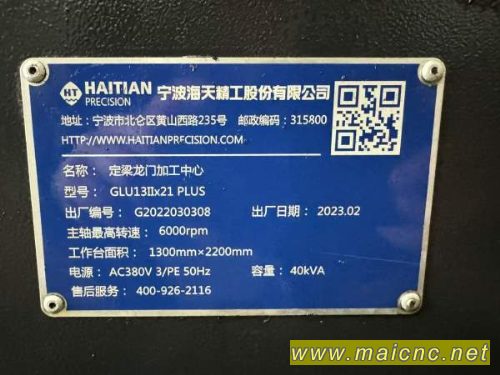 HT HAITIAN PRECISION 宁波海天精工股份有限公司
地址：宁波市北仑区黄山西路235号 邮政编码：315800
HTTP://WWW.HAITIANPRECISION.COM
名称：定梁龙门加工中心
型号：GLU13IIx21 PLUS
出厂编号：G2022030308 出厂日期：2023.02
主轴最高转速：6000rpm
工作台面积：1300mm×2200mm
电源：AC380V 3/PE 50Hz 容量：40kVA
售后服务：400-926-2116
www.maicnc.net